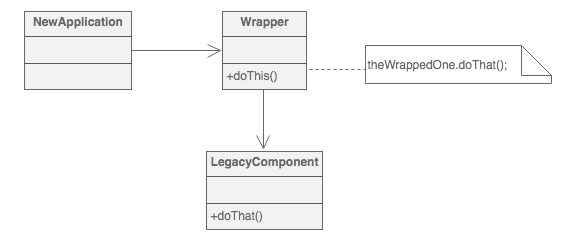 NewApplication
Wrapper
+doThis()
theWrappedOne.doThat();
LegacyComponent
+doThat()